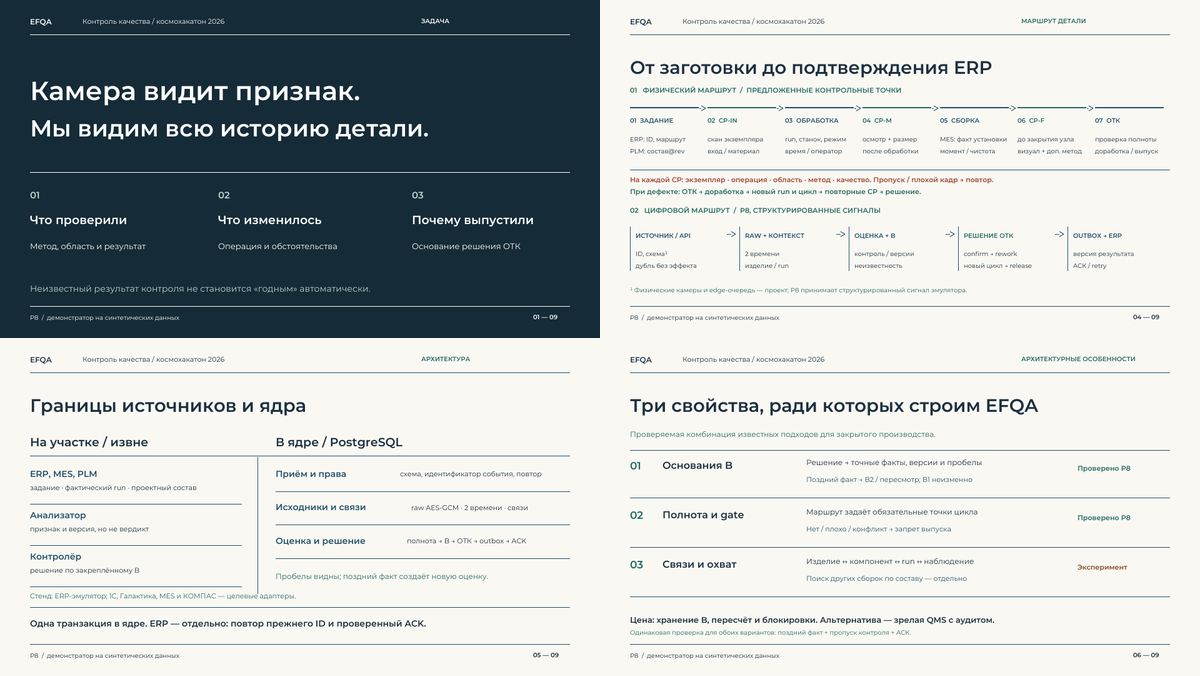 EFQA Контроль качества / космохакатон 2026 ЗАДАЧА
Камера видит признак.
Мы видим всю историю детали.
01 02 03
Что проверили Что изменилось Почему выпустили
Метод, область и результат Операция и обстоятельства Основание решения ОТК
Неизвестный результат контроля не становится «годным» автоматически.
P8 / демонстратор на синтетических данных 01 — 09
EFQA Контроль качества / космохакатон 2026 МАРШРУТ ДЕТАЛИ
От заготовки до подтверждения ERP
01 ФИЗИЧЕСКИЙ МАРШРУТ / ПРЕДЛОЖЕННЫЕ КОНТРОЛЬНЫЕ ТОЧКИ
01 ЗАДАНИЕ 02 CP-IN 03 ОБРАБОТКА 04 CP-M 05 СБОРКА 06 CP-F 07 ОТК
ERP: ID, маршрут скан экземпляра run, станок, режим осмотр + размер MES: факт установки до закрытия узла проверка полноты
PLM: состав@rev вход / материал время / оператор после обработки момент / чистота визуал + доп. метод доработка / выпуск
На каждой CP: экземпляр · операция · область · метод · качество. Пропуск / плохой кадр → повтор.
При дефекте: ОТК → доработка → новый run и цикл → повторные CP → решение.
02 ЦИФРОВОЙ МАРШРУТ / P8, СТРУКТУРИРОВАННЫЕ СИГНАЛЫ
ИСТОЧНИК / API RAW + КОНТЕКСТ ОЦЕНКА + B РЕШЕНИЕ ОТК OUTBOX → ERP
ID, схема¹ 2 времени контроль / версии confirm → rework версия результата
дубль без эффекта изделие / run неизвестность новый цикл → release ACK / retry
¹ Физические камеры и edge-очередь — проект; P8 принимает структурированный сигнал эмулятора.
P8 / демонстратор на синтетических данных 04 — 09
EFQA Контроль качества / космохакатон 2026 АРХИТЕКТУРА
Границы источников и ядра
На участке / извне В ядре / PostgreSQL
ERP, MES, PLM
задание · фактический run · проектный состав
Анализатор
признак и версия, но не вердикт
Контролёр
решение по закреплённому B
Приём и права схема, идентификатор события, повтор
Исходники и связи raw AES-GCM · 2 времени · связи
Оценка и решение полнота → B → ОТК → outbox → ACK
Пробелы видны; поздний факт создаёт новую оценку.
Стенд: ERP-эмулятор; 1С, Галактика, MES и КОМПАС — целевые адаптеры.
Одна транзакция в ядре. ERP — отдельно: повтор прежнего ID и проверенный ACK.
P8 / демонстратор на синтетических данных 05 — 09
EFQA Контроль качества / космохакатон 2026 АРХИТЕКТУРНЫЕ ОСОБЕННОСТИ
Три свойства, ради которых строим EFQA
Проверяемая комбинация известных подходов для закрытого производства.
01 Основания B Решение → точные факты, версии и пробелы Проверено P8
Поздний факт → B2 / пересмотр; B1 неизменно
02 Полнота и gate Маршрут задаёт обязательные точки цикла Проверено P8
Нет / плохо / конфликт → запрет выпуска
03 Связи и охват Изделие ↔ компонент ↔ run ↔ наблюдение Эксперимент
Поиск других сборок по составу — отдельно
Цена: хранение B, пересчёт и блокировки. Альтернатива — зрелая QMS с аудитом.
Одинаковая проверка для обоих вариантов: поздний факт + пропуск контроля + ACK.
P8 / демонстратор на синтетических данных 06 — 09